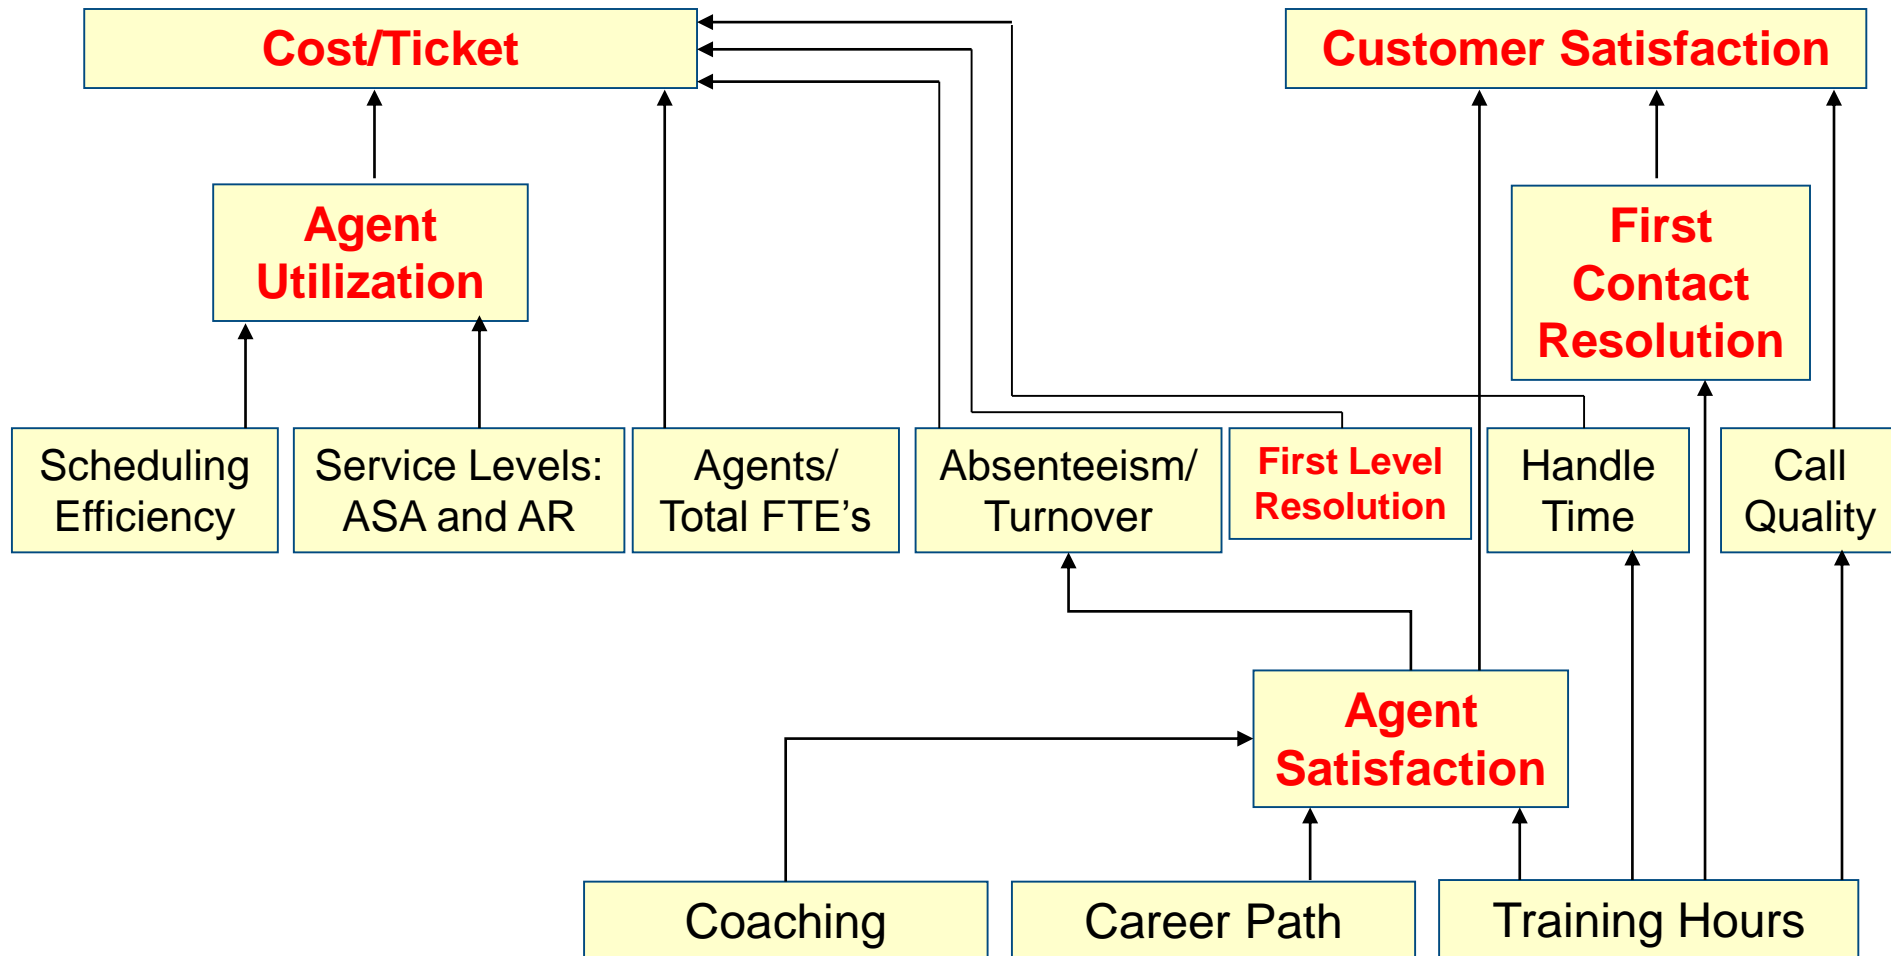 Cost/Ticket
Customer Satisfaction
Agent
Utilization
First
Contact
Resolution
Scheduling
Efficiency
Service Levels:
ASA and AR
Agents/
Total FTE's
Absenteeism/
Turnover
First Level
Resolution
Handle
Time
Call
Quality
Agent
Satisfaction
Coaching
Career Path
Training Hours